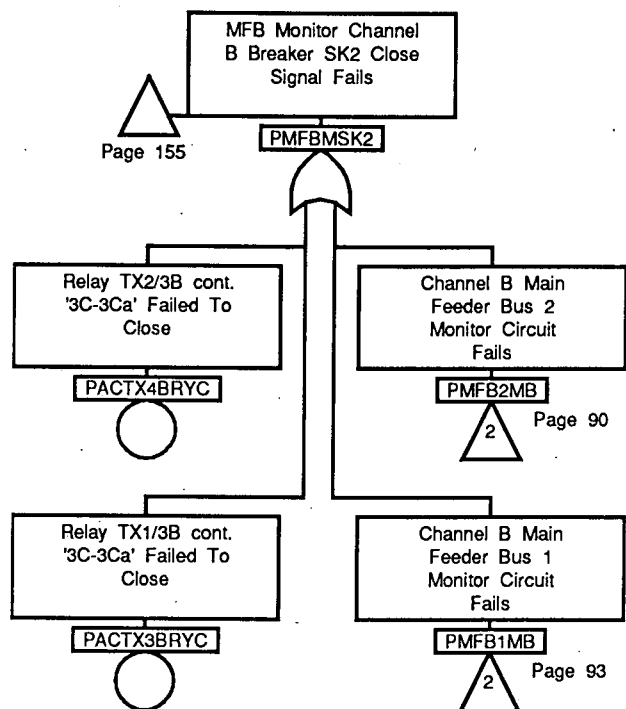 MFB Monitor Channel
B Breaker SK2 Close
Signal Fails
Page 155
PMFBMSK2
Relay TX2/3B cont.
'3C-3Ca' Failed To
Close
PACTX4BRYC
Channel B Main
Feeder Bus 2
Monitor Circuit
Fails
PMFB2MB
2
Page 90
Relay TX1/3B cont.
'3C-3Ca' Failed To
Close
PACTX3BRYC
Channel B Main
Feeder Bus 1
Monitor Circuit
Fails
PMFB1MB
2
Page 93